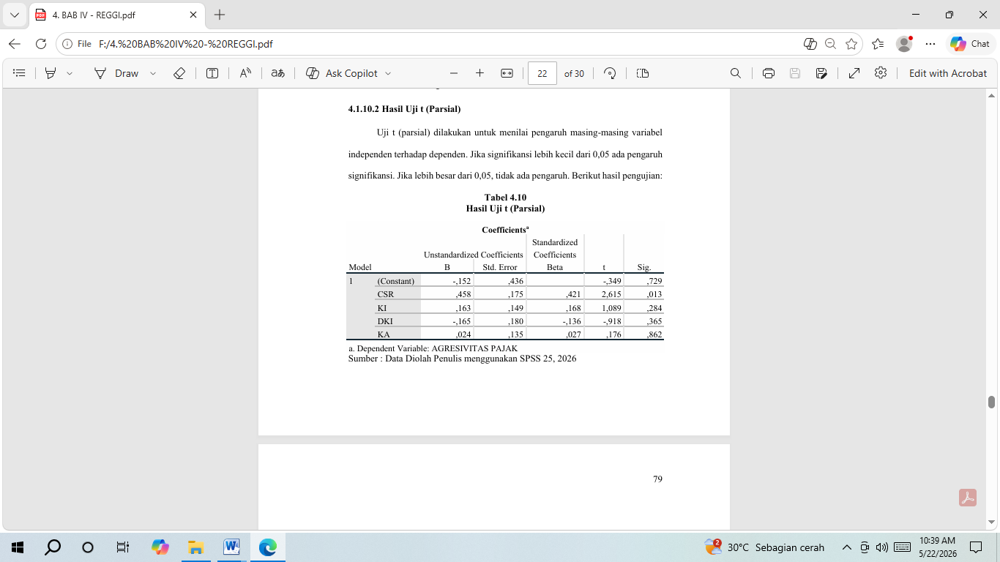 4. BAB IV - REGGI.pdf
File F:/4.%20BAB%20IV%20-%20REGGI.pdf
Chat
Draw
Ask Copilot
22 of 30
Edit with Acrobat
4.1.10.2 Hasil Uji t (Parsial)
Uji t (parsial) dilakukan untuk menilai pengaruh masing-masing variabel
independen terhadap dependen. Jika signifikansi lebih kecil dari 0,05 ada pengaruh
signifikansi. Jika lebih besar dari 0,05, tidak ada pengaruh. Berikut hasil pengujian:
Tabel 4.10
Hasil Uji t (Parsial)
Coefficientsa
Standardized
Unstandardized Coefficients Coefficients
Model B Std. Error Beta t Sig.
1 (Constant) -,152 ,436 -,349 ,729
CSR ,458 ,175 ,421 2,615 ,013
KI ,163 ,149 ,168 1,089 ,284
DKI -,165 ,180 -,136 -,918 ,365
KA ,024 ,135 ,027 ,176 ,862
a. Dependent Variable: AGRESIVITAS PAJAK
Sumber : Data Diolah Penulis menggunakan SPSS 25, 2026
79
2
30°C Sebagian cerah
10:39 AM
5/22/2026